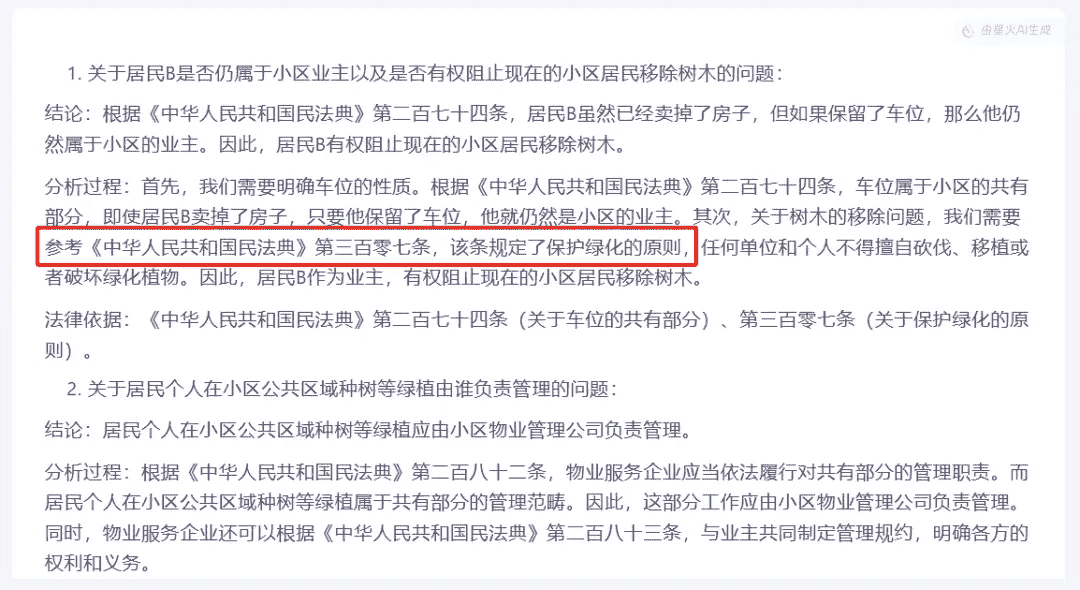 由星火AI生成
1. 关于居民B是否仍属于小区业主以及是否有权阻止现在的小区居民移除树木的问题：
结论：根据《中华人民共和国民法典》第二百七十四条，居民B虽然已经卖掉了房子，但如果保留了车位，那么他仍
然属于小区的业主。因此，居民B有权阻止现在的小区居民移除树木。
分析过程：首先，我们需要明确车位的性质。根据《中华人民共和国民法典》第二百七十四条，车位属于小区的共有
部分，即使居民B卖掉了房子，只要他保留了车位，他就仍然是小区的业主。其次，关于树木的移除问题，我们需要
参考《中华人民共和国民法典》第三百零七条，该条规定了保护绿化的原则，任何单位和个人不得擅自砍伐、移植或
者破坏绿化植物。因此，居民B作为业主，有权阻止现在的小区居民移除树木。
法律依据：《中华人民共和国民法典》第二百七十四条（关于车位的共有部分）、第三百零七条（关于保护绿化的原
则）。
2. 关于居民个人在小区公共区域种树等绿植由谁负责管理的问题：
结论：居民个人在小区公共区域种树等绿植应由小区物业管理公司负责管理。
分析过程：根据《中华人民共和国民法典》第二百八十二条，物业服务企业应当依法履行对共有部分的管理职责。而
居民个人在小区公共区域种树等绿植属于共有部分的管理范畴。因此，这部分工作应由小区物业管理公司负责管理。
同时，物业服务企业还可以根据《中华人民共和国民法典》第二百八十三条，与业主共同制定管理规约，明确各方的
权利和义务。